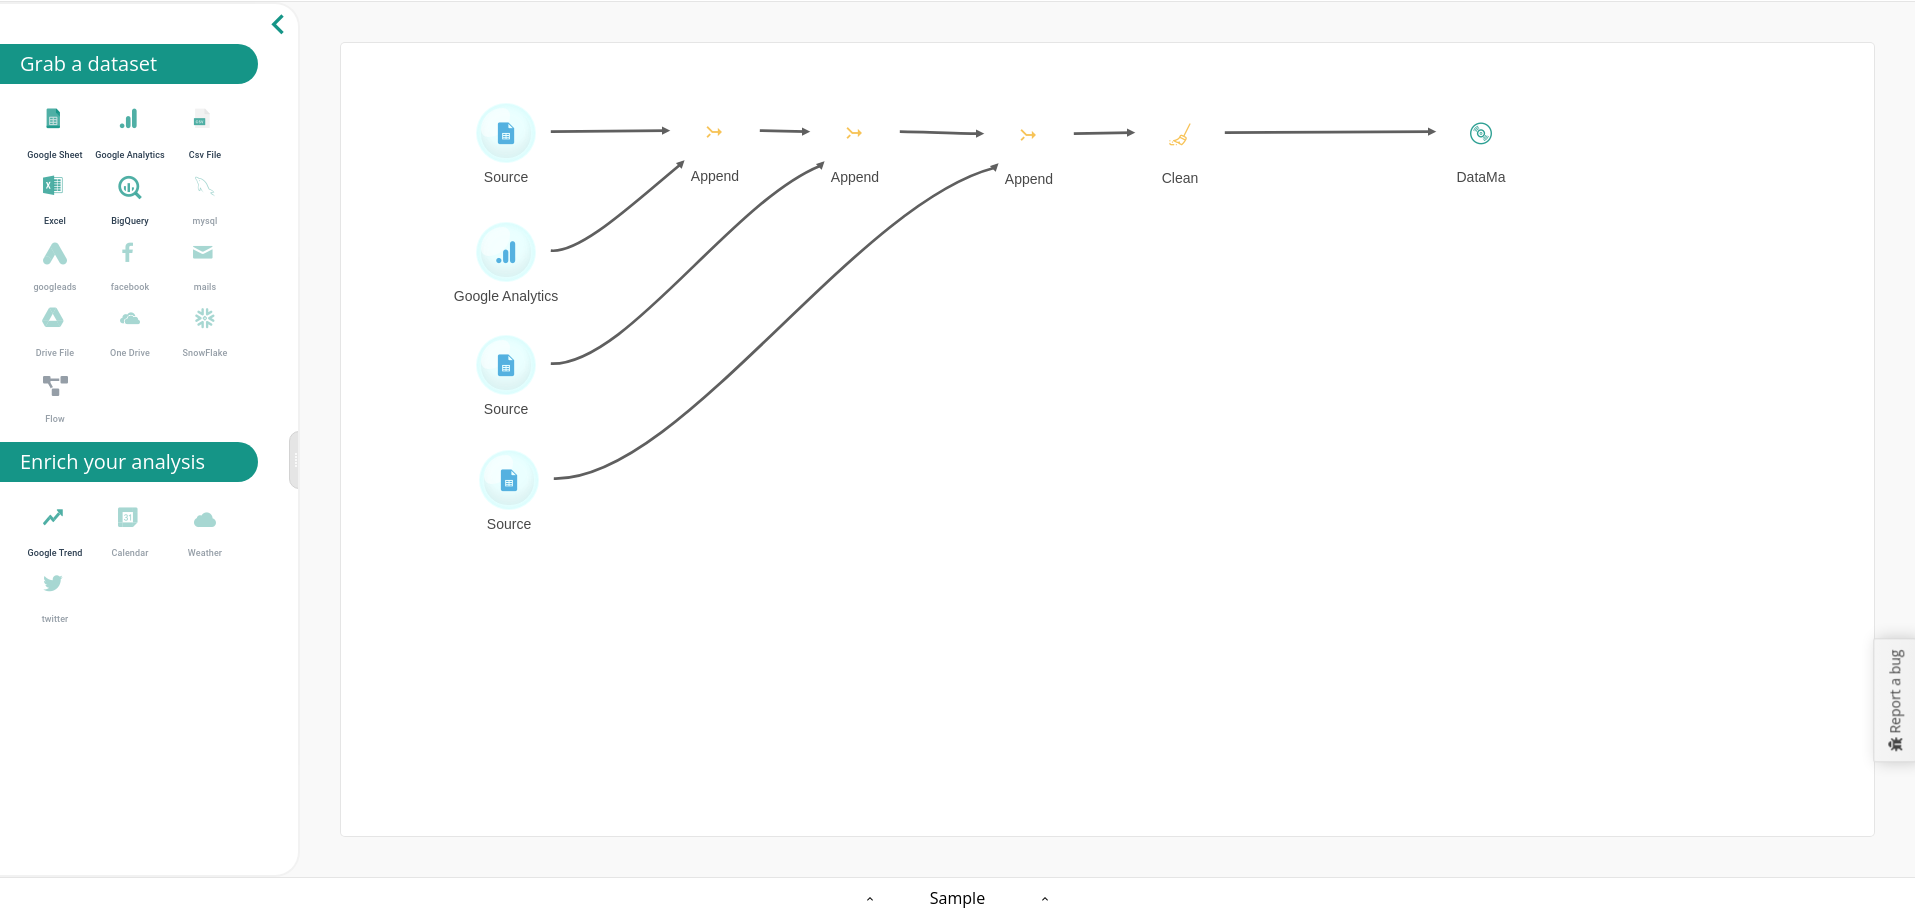 Grab a dataset
Google Sheet
Google Analytics
Csv File
Excel
BigQuery
mysql
googleads
facebook
mails
Drive File
One Drive
SnowFlake
Flow
Enrich your analysis
Google Trend
31
Calendar
Weather
twitter
Source
Append
Append
Append
Clean
DataMa
Google Analytics
Source
Source
Report a bug
Sample